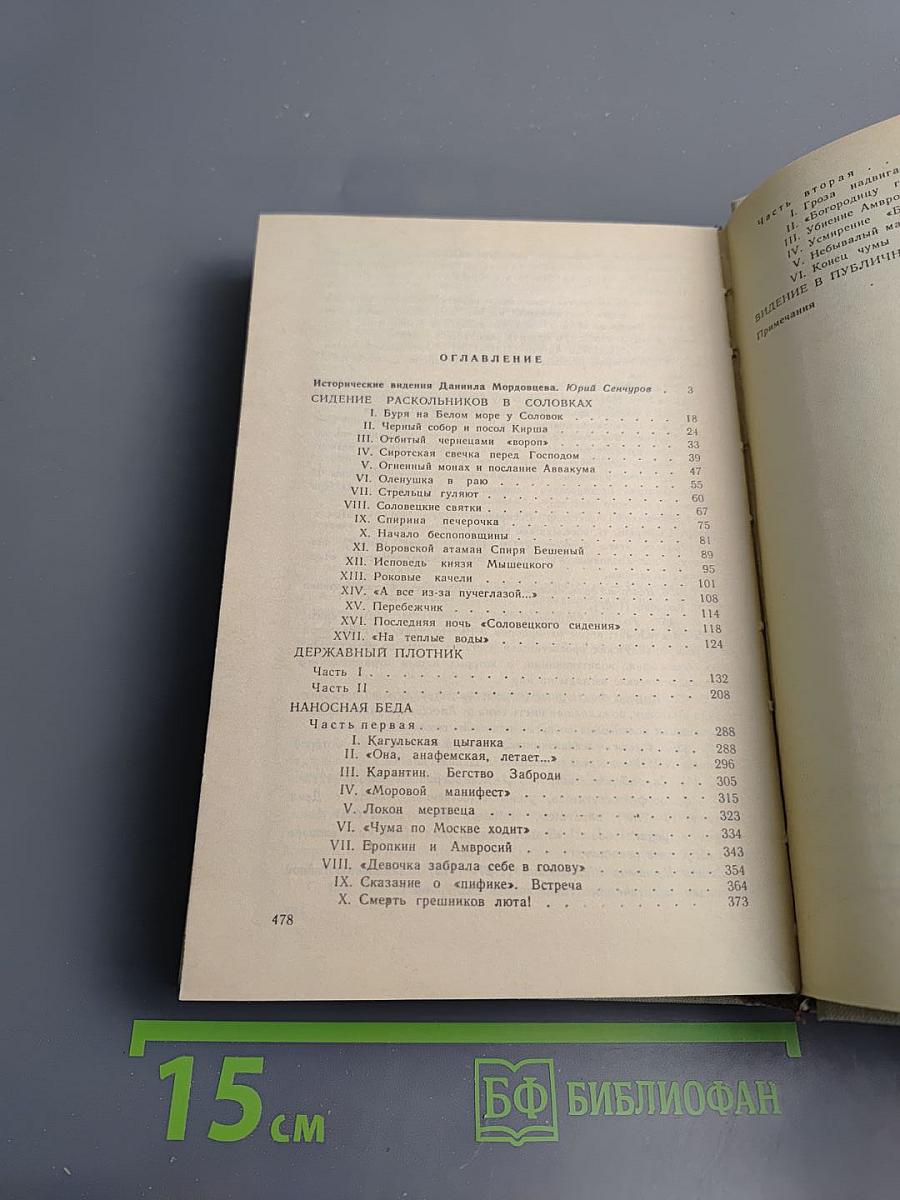 ОГЛАВЛЕНИЕ
Исторические видения Даниила Мордовцева. Юрий Сенчуров . 3
СИДЕНИЕ РАСКОЛЬНИКОВ В СОЛОВКАХ
I. Буря на Белом море у Соловок . . . . . . . 18
II. Черный собор и посол Кирша . . . . . . . . 24
III. Отбитый чернецами «вороп» . . . . . . . . 33
IV. Сиротская свечка перед Господом . . . . . . 39
V. Огненный монах и послание Аввакума . . . . . 47
VI. Оленушка в раю . . . . . . . . . . . 55
VII. Стрельцы гуляют . . . . . . . . . . . 60
VIII. Соловецкие святки . . . . . . . . . . . 67
IX. Спирина печерочка . . . . . . . . . . 75
X. Начало беспоповщины . . . . . . . . . . 81
XI. Воровской атаман Спиря Бешеный . . . . . . 89
XII. Исповедь князя Мышецкого . . . . . . . 95
XIII. Роковые качели . . . . . . . . . . . 101
XIV. «А все из-за пучеглазой...» . . . . . . . . 108
XV. Перебежчик . . . . . . . . . . . . . 114
XVI. Последняя ночь «Соловецкого сидения» . . . . 118
XVII. «На теплые воды» . . . . . . . . . . . 124
ДЕРЖАВНЫЙ ПЛОТНИК
Часть I . . . . . . . . . . . . . . . . . 132
Часть II . . . . . . . . . . . . . . . . . 208
НАНОСНАЯ БЕДА
Часть первая . . . . . . . . . . . . . . . 288
I. Кагульская цыганка . . . . . . . . . . 288
II. «Она, анафемская, летает...» . . . . . . . . 296
III. Карантин. Бегство Заброди . . . . . . . . 305
IV. «Моровой манифест» . . . . . . . . . . 315
V. Локон мертвеца . . . . . . . . . . . . 323
VI. «Чума по Москве ходит» . . . . . . . . . 334
VII. Еропкин и Амвросий . . . . . . . . . . 343
VIII. «Девочка забрала себе в голову» . . . . . . . 354
IX. Сказание о «пифике». Встреча . . . . . . . 364
X. Смерть грешников люта! . . . . . . . . . 373
478
Часть вторая . .
I. Гроза надвига
II. «Богородицу г
III. Убиение Амвро
IV. Усмирение «Б
V. Небывалый ма
VI. Конец чумы
ВИДЕНИЕ В ПУБЛИЧН
Примечания
15 см
БФ БИБЛИОФАН